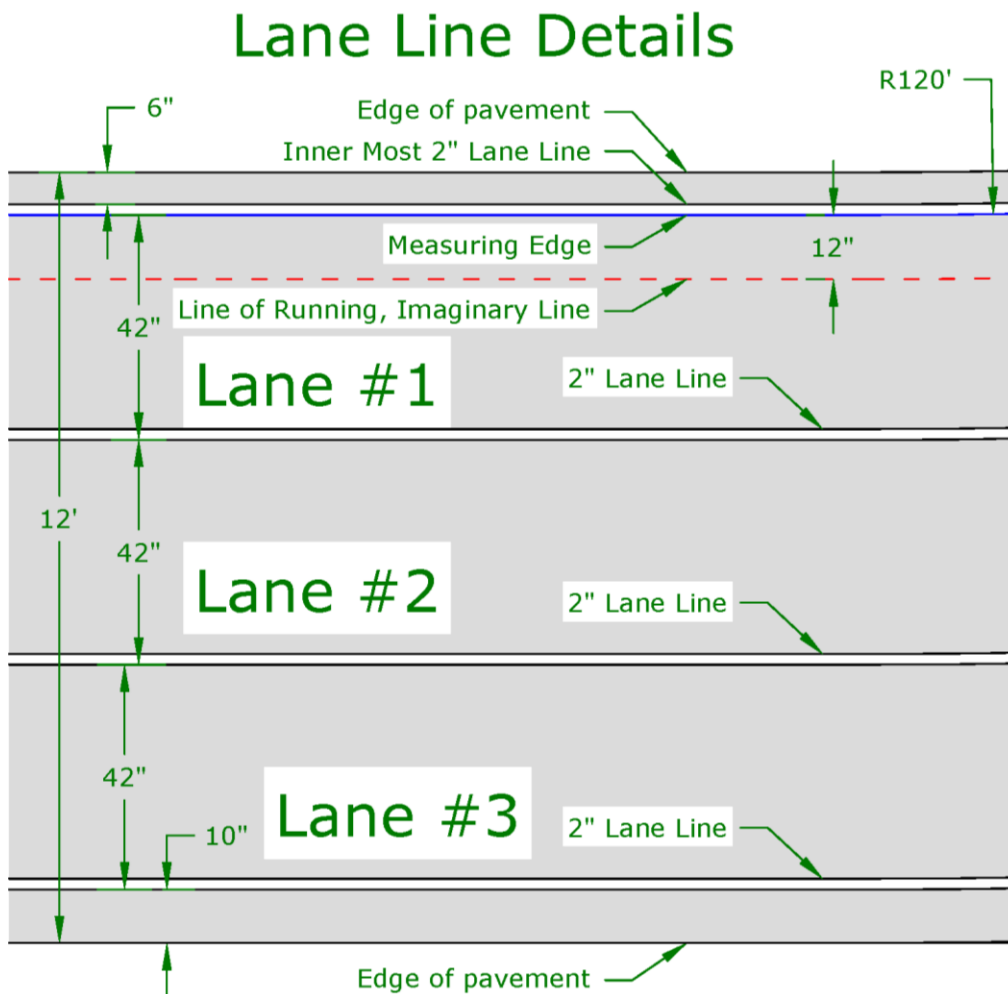 Lane Line Details
R120'
6"
Edge of pavement
Inner Most 2" Lane Line
Measuring Edge
12"
Line of Running, Imaginary Line
42"
Lane #1
2" Lane Line
12'
42"
Lane #2
2" Lane Line
42"
Lane #3
2" Lane Line
10"
Edge of pavement